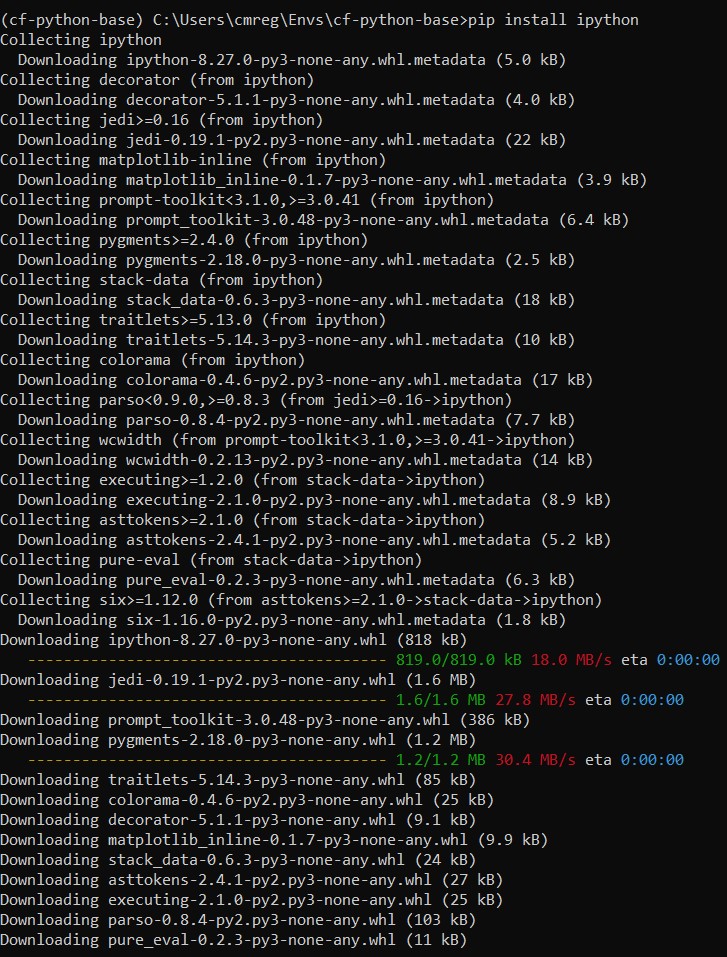 (cf-python-base) C:\Users\cmreg\Envs\cf-python-base>pip install ipython
Collecting ipython
  Downloading ipython-8.27.0-py3-none-any.whl.metadata (5.0 kB)
Collecting decorator (from ipython)
  Downloading decorator-5.1.1-py3-none-any.whl.metadata (4.0 kB)
Collecting jedi>=0.16 (from ipython)
  Downloading jedi-0.19.1-py2.py3-none-any.whl.metadata (22 kB)
Collecting matplotlib-inline (from ipython)
  Downloading matplotlib_inline-0.1.7-py3-none-any.whl.metadata (3.9 kB)
Collecting prompt-toolkit<3.1.0,>=3.0.41 (from ipython)
  Downloading prompt_toolkit-3.0.48-py3-none-any.whl.metadata (6.4 kB)
Collecting pygments>=2.4.0 (from ipython)
  Downloading pygments-2.18.0-py3-none-any.whl.metadata (2.5 kB)
Collecting stack-data (from ipython)
  Downloading stack_data-0.6.3-py3-none-any.whl.metadata (18 kB)
Collecting traitlets>=5.13.0 (from ipython)
  Downloading traitlets-5.14.3-py3-none-any.whl.metadata (10 kB)
Collecting colorama (from ipython)
  Downloading colorama-0.4.6-py2.py3-none-any.whl.metadata (17 kB)
Collecting parso<0.9.0,>=0.8.3 (from jedi>=0.16->ipython)
  Downloading parso-0.8.4-py2.py3-none-any.whl.metadata (7.7 kB)
Collecting wcwidth (from prompt-toolkit<3.1.0,>=3.0.41->ipython)
  Downloading wcwidth-0.2.13-py2.py3-none-any.whl.metadata (14 kB)
Collecting executing>=1.2.0 (from stack-data->ipython)
  Downloading executing-2.1.0-py2.py3-none-any.whl.metadata (8.9 kB)
Collecting asttokens>=2.1.0 (from stack-data->ipython)
  Downloading asttokens-2.4.1-py2.py3-none-any.whl.metadata (5.2 kB)
Collecting pure-eval (from stack-data->ipython)
  Downloading pure_eval-0.2.3-py3-none-any.whl.metadata (6.3 kB)
Collecting six>=1.12.0 (from asttokens>=2.1.0->stack-data->ipython)
  Downloading six-1.16.0-py2.py3-none-any.whl.metadata (1.8 kB)
Downloading ipython-8.27.0-py3-none-any.whl (818 kB)
   ---------------------------------------- 819.0/819.0 kB 18.0 MB/s eta 0:00:00
Downloading jedi-0.19.1-py2.py3-none-any.whl (1.6 MB)
   ---------------------------------------- 1.6/1.6 MB 27.8 MB/s eta 0:00:00
Downloading prompt_toolkit-3.0.48-py3-none-any.whl (386 kB)
Downloading pygments-2.18.0-py3-none-any.whl (1.2 MB)
   ---------------------------------------- 1.2/1.2 MB 30.4 MB/s eta 0:00:00
Downloading traitlets-5.14.3-py3-none-any.whl (85 kB)
Downloading colorama-0.4.6-py2.py3-none-any.whl (25 kB)
Downloading decorator-5.1.1-py3-none-any.whl (9.1 kB)
Downloading matplotlib_inline-0.1.7-py3-none-any.whl (9.9 kB)
Downloading stack_data-0.6.3-py3-none-any.whl (24 kB)
Downloading asttokens-2.4.1-py2.py3-none-any.whl (27 kB)
Downloading executing-2.1.0-py2.py3-none-any.whl (25 kB)
Downloading parso-0.8.4-py2.py3-none-any.whl (103 kB)
Downloading pure_eval-0.2.3-py3-none-any.whl (11 kB)